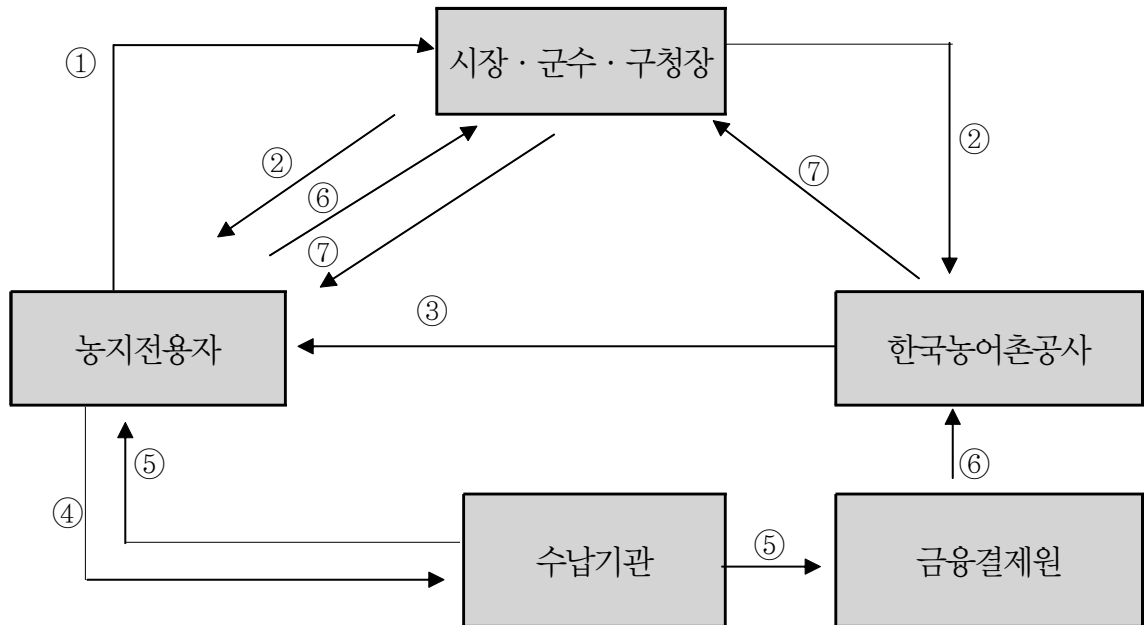 ①
시장 · 군수 · 구청장
②
②
⑥
⑦
⑦
농지전용자
③
한국농어촌공사
⑤
⑥
④
수납기관
⑤
금융결제원